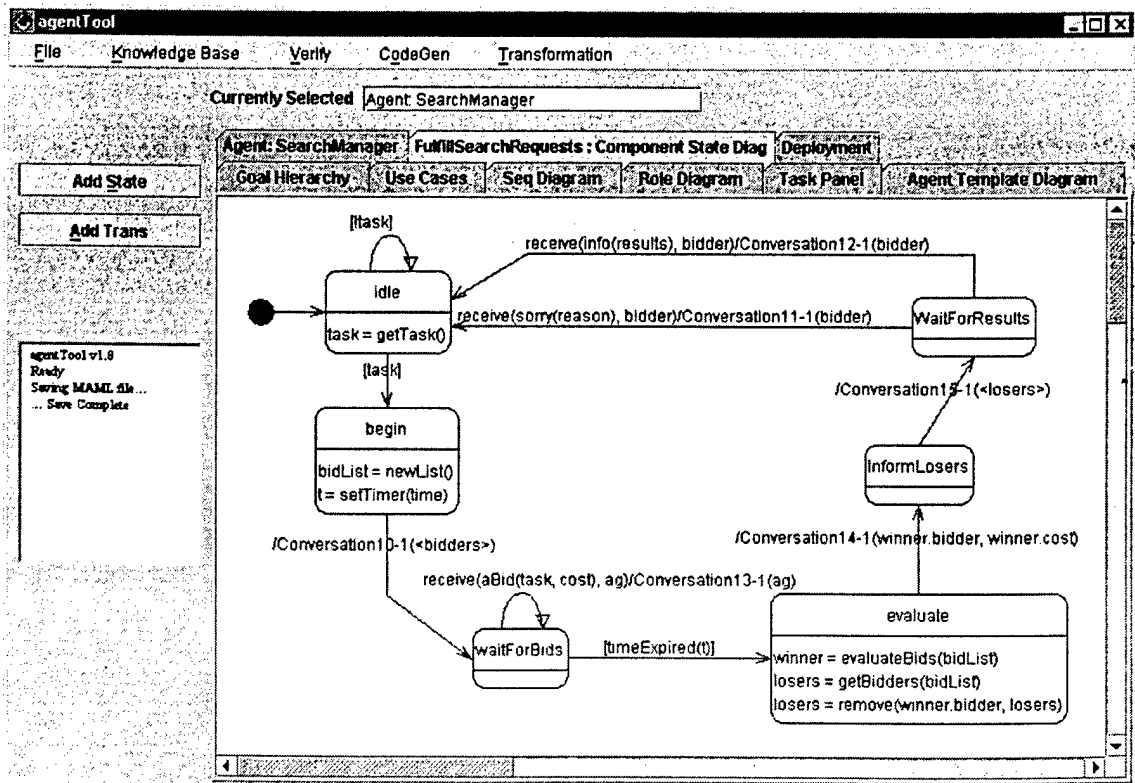 agentTool
File Knowledge Base Verify CodeGen Transformation
Currently Selected Agent: SearchManager
Agent: SearchManager FulfillSearchRequests : Component State Diag Deployment
Goal Hierarchy Use Cases Seq Diagram Role Diagram Task Panel Agent Template Diagram
Add State
Add Trans
agentTool v1.8
Ready
Saving MAML file...
... Save Complete
[!task]
receive(info(results), bidder)/Conversation12-1(bidder)
idle
task = getTask()
receive(sorry(reason), bidder)/Conversation11-1(bidder)
WaitForResults
[task]
/Conversation15-1(<losers>)
begin
bidList = newList()
t = setTimer(time)
InformLosers
/Conversation10-1(<bidders>)
/Conversation14-1(winner.bidder, winner.cost)
receive(aBid(task, cost), ag)/Conversation13-1(ag)
waitForBids
[timeExpired(t)]
evaluate
winner = evaluateBids(bidList)
losers = getBidders(bidList)
losers = remove(winner.bidder, losers)